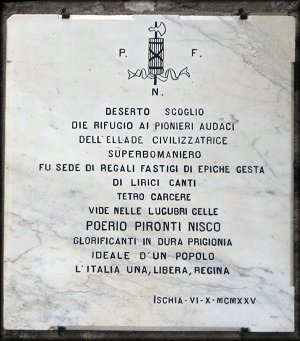 P. F.
N.
DESERTO SCOGLIO
DIE RIFUGIO AI PIONIERI AUDACI
DELL'ELLADE CIVILIZZATRICE
SUPERBO MANIERO
FU SEDE DI REGALI FASTIGI DI EPICHE GESTA
DI LIRICI CANTI
TETRO CARCERE
VIDE NELLE LUGUBRI CELLE
POERIO PIRONTI NISCO
GLORIFICANTI IN DURA PRIGIONIA
IDEALE D'UN POPOLO
L'ITALIA UNA, LIBERA, REGINA
ISCHIA-VI-X-MCMXXV